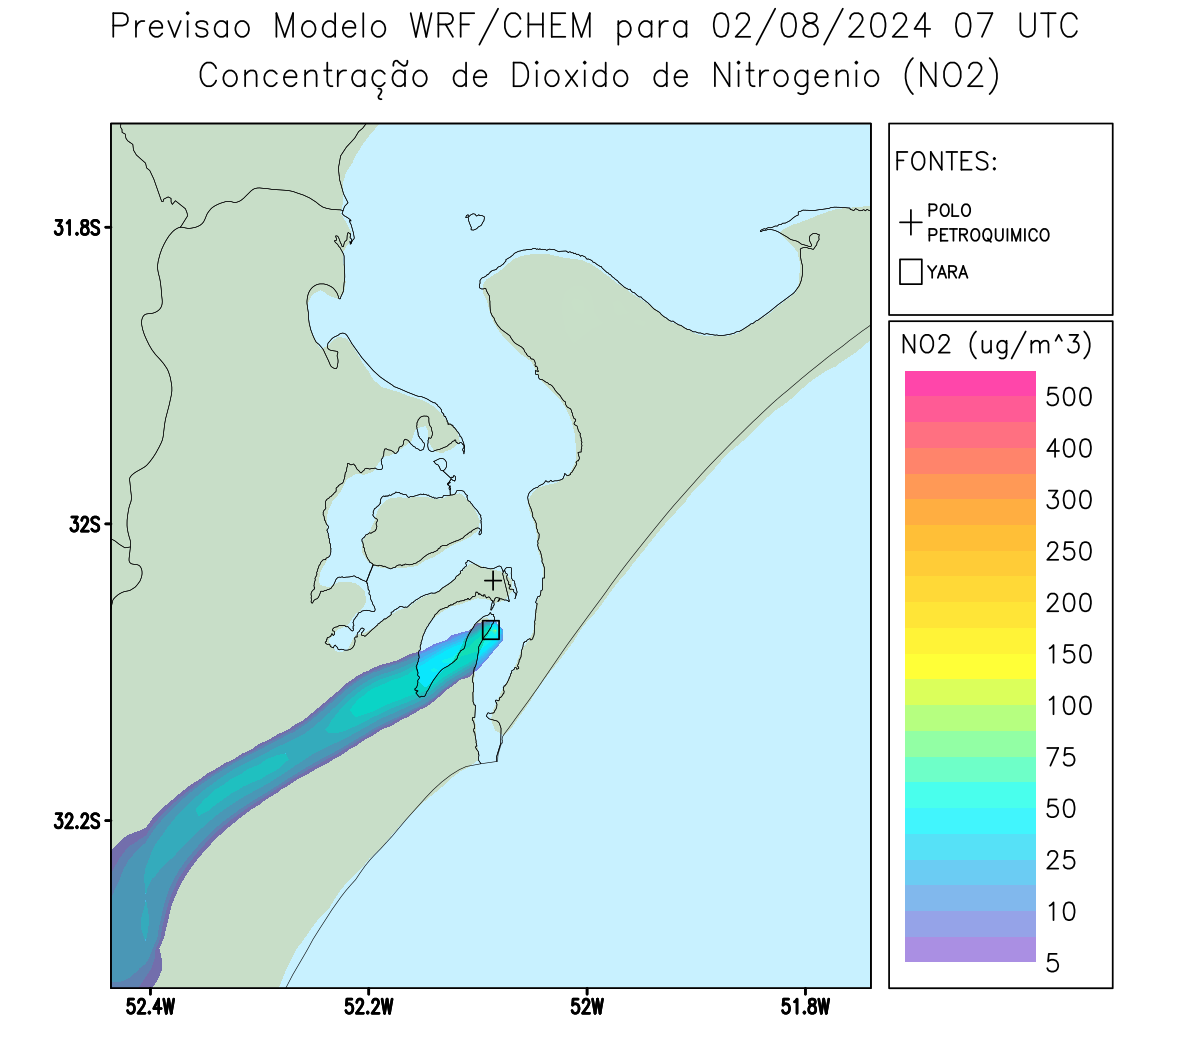 Previsao Modelo WRF/CHEM para 02/08/2024 07 UTC
Concentração de Dioxido de Nitrogenio (NO2)
FONTES:
POLO
PETROQUIMICO
YARA
NO2 (ug/m^3)
500
400
300
250
200
150
100
75
50
25
10
5
31.8S
32S
32.2S
52.4W
52.2W
52W
51.8W